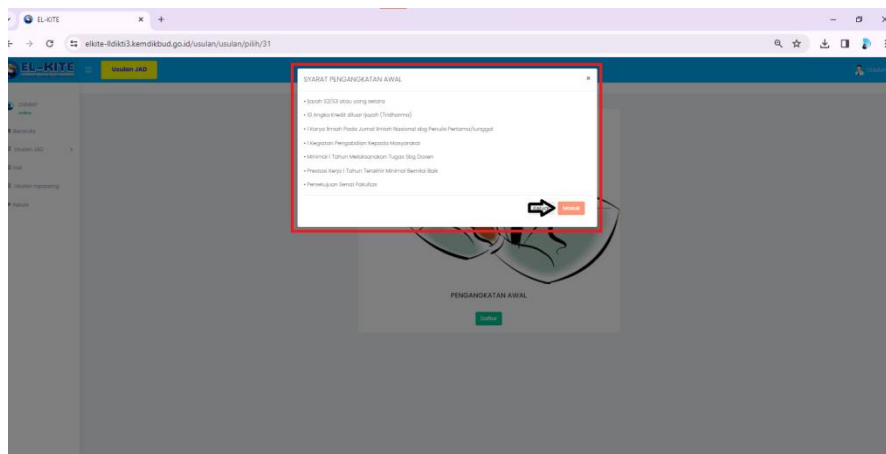 EL-KITE
elkite-lldikti3.kemdikbud.go.id/usulan/usulan/pilih/31
EL-KITE
Usulan JAD
SYARAT PENGANGKATAN AWAL
• Ijazah S2/S3 atau yang setara
• 10 Angka Kredit diluar Ijazah (Tridharma)
• 1 Karya Ilmiah Pada Jurnal Ilmiah Nasional sbg Penulis Pertama/tunggal
• 1 Kegiatan Pengabdian Kepada Masyarakat
• Minimal 1 Tahun Melaksanakan Tugas Sbg Dosen
• Prestasi Kerja 1 Tahun Terakhir Minimal Bernilai Baik
• Persetujuan Senat Fakultas
Masuk
online
Beranda
Usulan JAD
PENGANGKATAN AWAL
Daftar